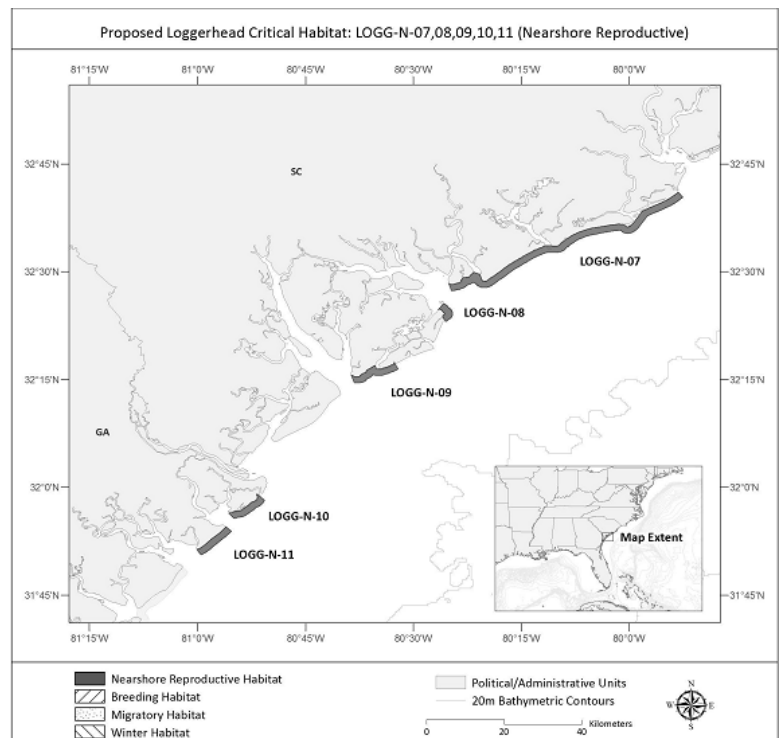 Proposed Loggerhead Critical Habitat: LOGG-N-07,08,09,10,11 (Nearshore Reproductive)
81°15'W 81°0'W 80°45'W 80°30'W 80°15'W 80°0'W
32°45'N 32°45'N
SC
LOGG-N-07
32°30'N 32°30'N
LOGG-N-08
32°15'N 32°15'N
LOGG-N-09
GA
32°0'N 32°0'N
LOGG-N-10
Map Extent
LOGG-N-11
31°45'N 31°45'N
81°15'W 81°0'W 80°45'W 80°30'W 80°15'W 80°0'W
Nearshore Reproductive Habitat
Breeding Habitat
Migratory Habitat
Winter Habitat
Political/Administrative Units
20m Bathymetric Contours
Kilometers
0 20 40
N
W E
S